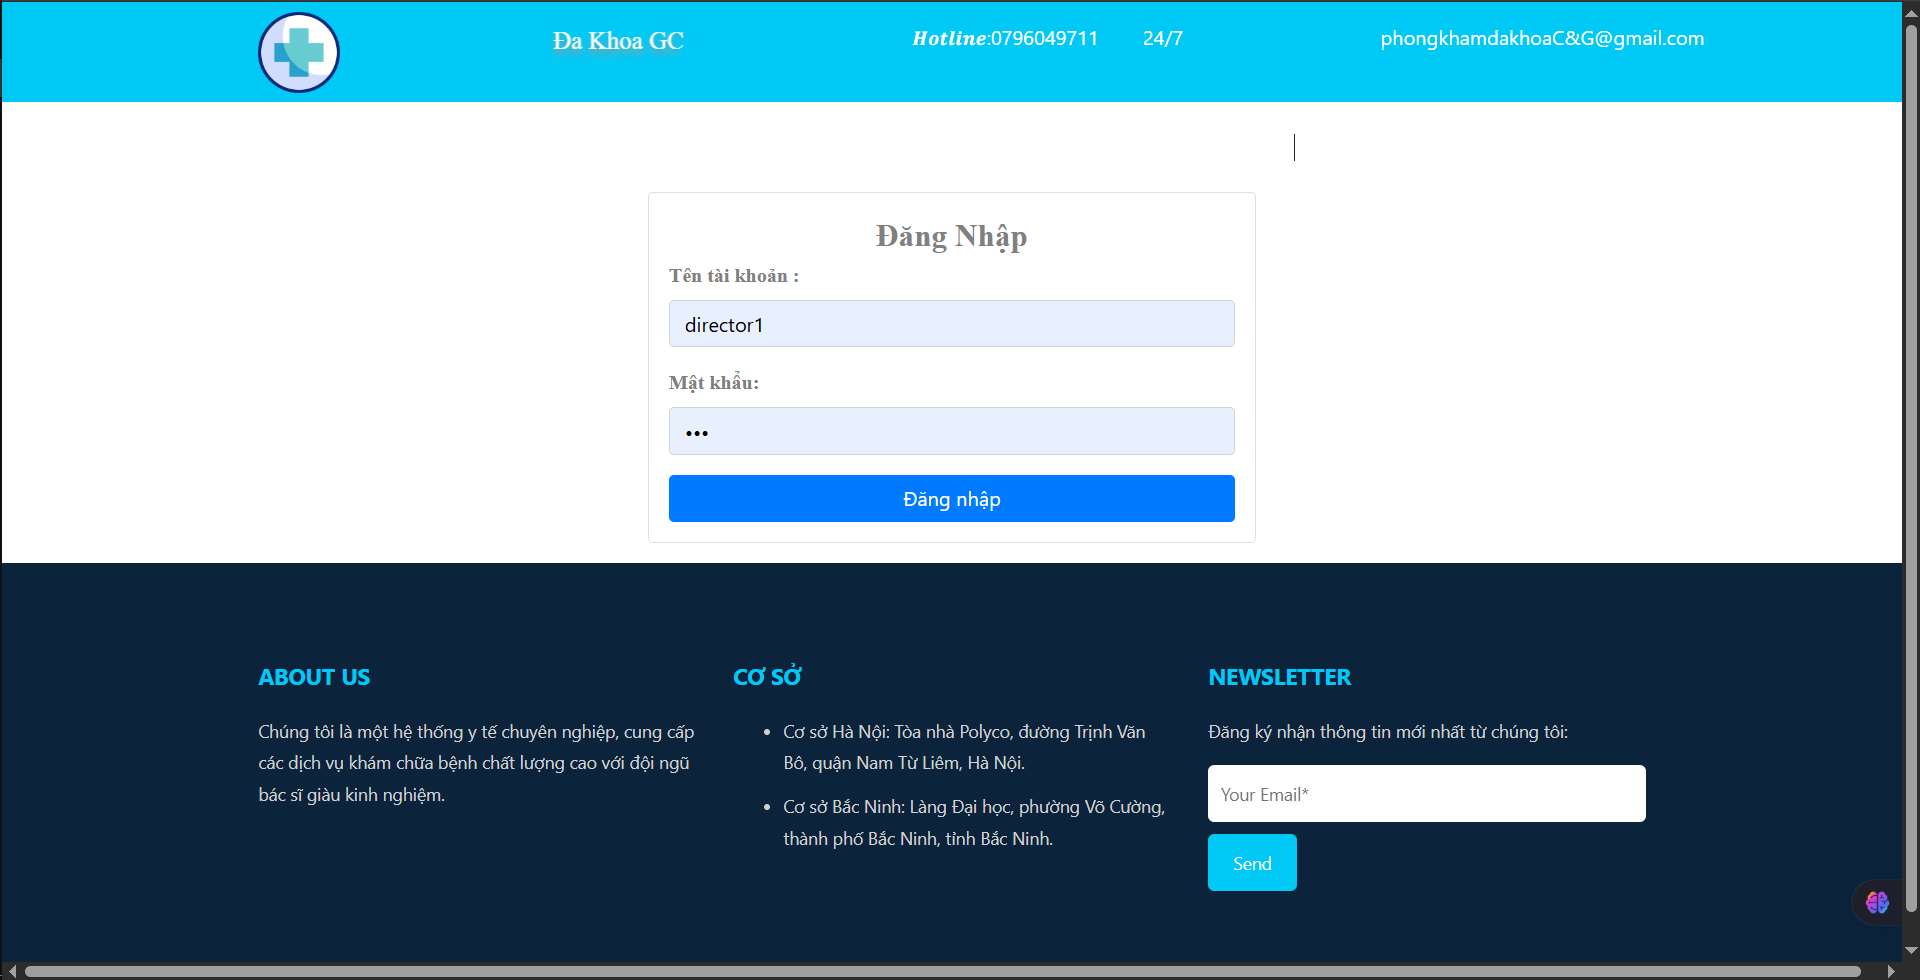 Đa Khoa GC
Hotline:0796049711
24/7
phongkhamdakhoaC&G@gmail.com
Đăng Nhập
Tên tài khoản :
director1
Mật khẩu:
•••
Đăng nhập
ABOUT US
Chúng tôi là một hệ thống y tế chuyên nghiệp, cung cấp
các dịch vụ khám chữa bệnh chất lượng cao với đội ngũ
bác sĩ giàu kinh nghiệm.
CƠ SỞ
• Cơ sở Hà Nội: Tòa nhà Polyco, đường Trịnh Văn
Bô, quận Nam Từ Liêm, Hà Nội.
• Cơ sở Bắc Ninh: Làng Đại học, phường Võ Cường,
thành phố Bắc Ninh, tỉnh Bắc Ninh.
NEWSLETTER
Đăng ký nhận thông tin mới nhất từ chúng tôi:
Your Email*
Send